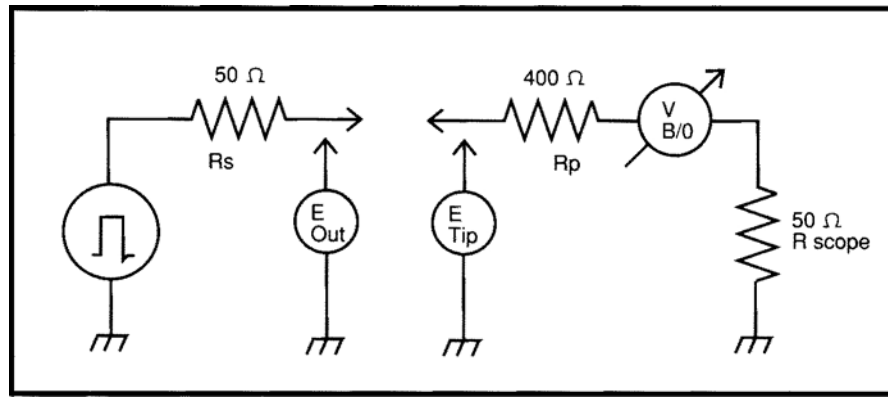 50 Ω
Rs
E
Out
400 Ω
Rp
V
B/0
E
Tip
50 Ω
R scope